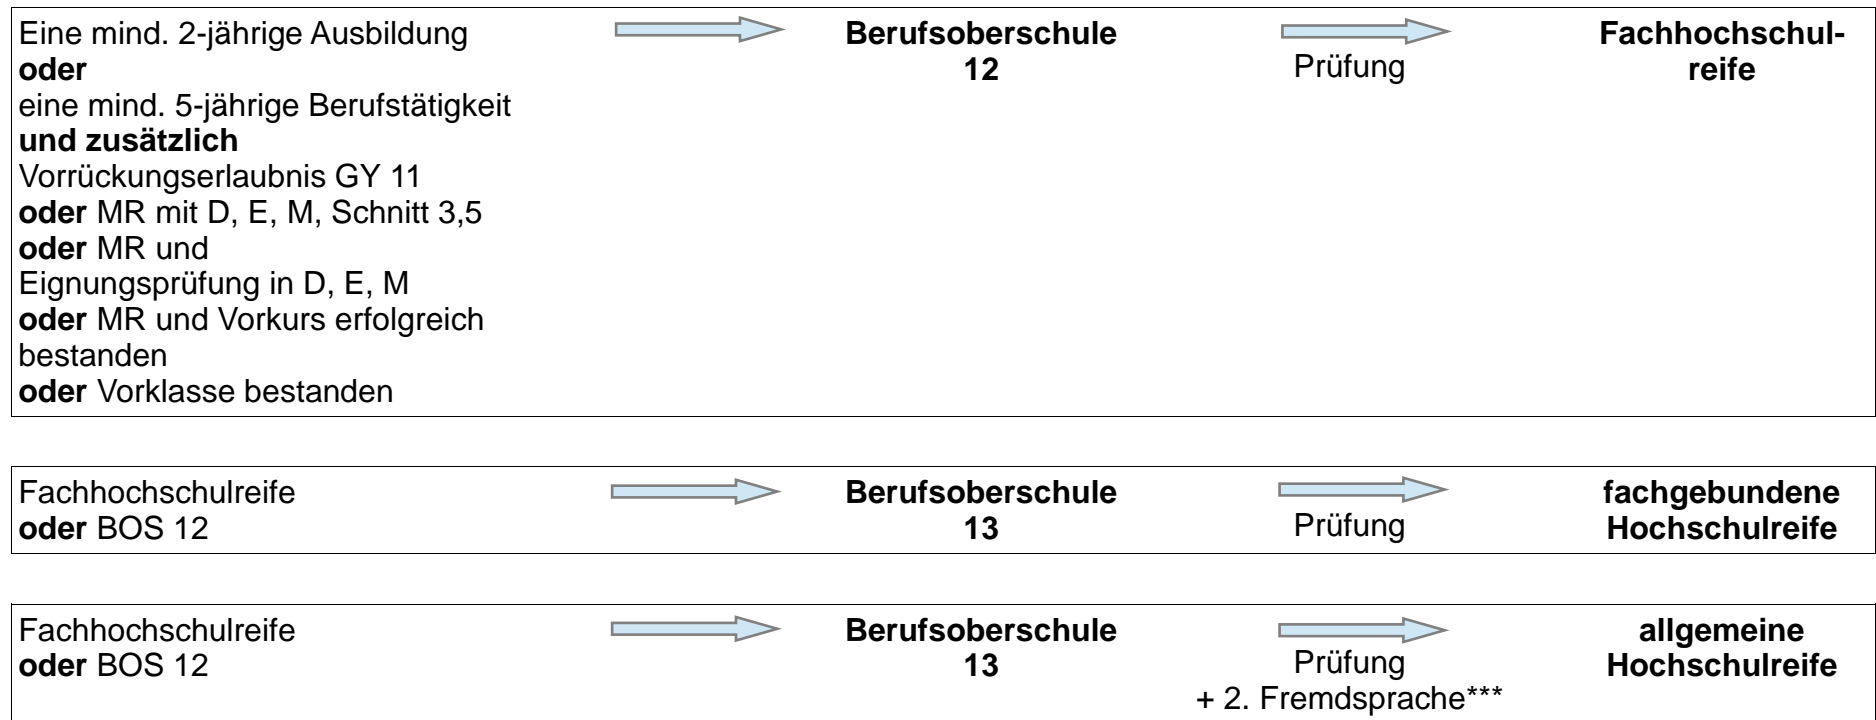 Eine mind. 2-jährige Ausbildung
oder
eine mind. 5-jährige Berufstätigkeit
und zusätzlich
Vorrückungserlaubnis GY 11
oder MR mit D, E, M, Schnitt 3,5
oder MR und
Eignungsprüfung in D, E, M
oder MR und Vorkurs erfolgreich
bestanden
oder Vorklasse bestanden
Berufsoberschule
12
Prüfung
Fachhochschul-
reife
Fachhochschulreife
oder BOS 12
Berufsoberschule
13
Prüfung
fachgebundene
Hochschulreife
Fachhochschulreife
oder BOS 12
Berufsoberschule
13
Prüfung
+ 2. Fremdsprache***
allgemeine
Hochschulreife